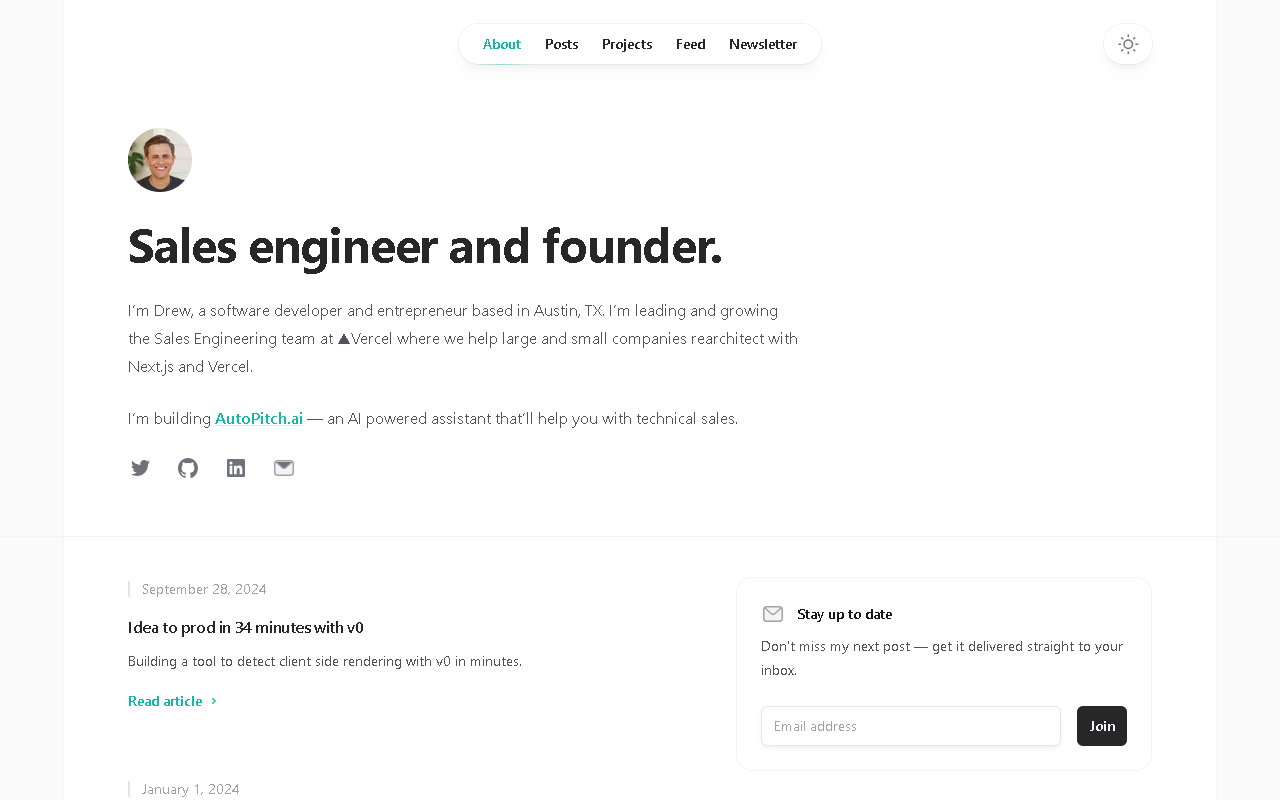 About Posts Projects Feed Newsletter
Sales engineer and founder.
I'm Drew, a software developer and entrepreneur based in Austin, TX. I'm leading and growing
the Sales Engineering team at ▲Vercel where we help large and small companies rearchitect with
Next.js and Vercel.
I'm building AutoPitch.ai — an AI powered assistant that'll help you with technical sales.
September 28, 2024
Idea to prod in 34 minutes with v0
Building a tool to detect client side rendering with v0 in minutes.
Read article ›
January 1, 2024
Stay up to date
Don't miss my next post — get it delivered straight to your
inbox.
Email address
Join